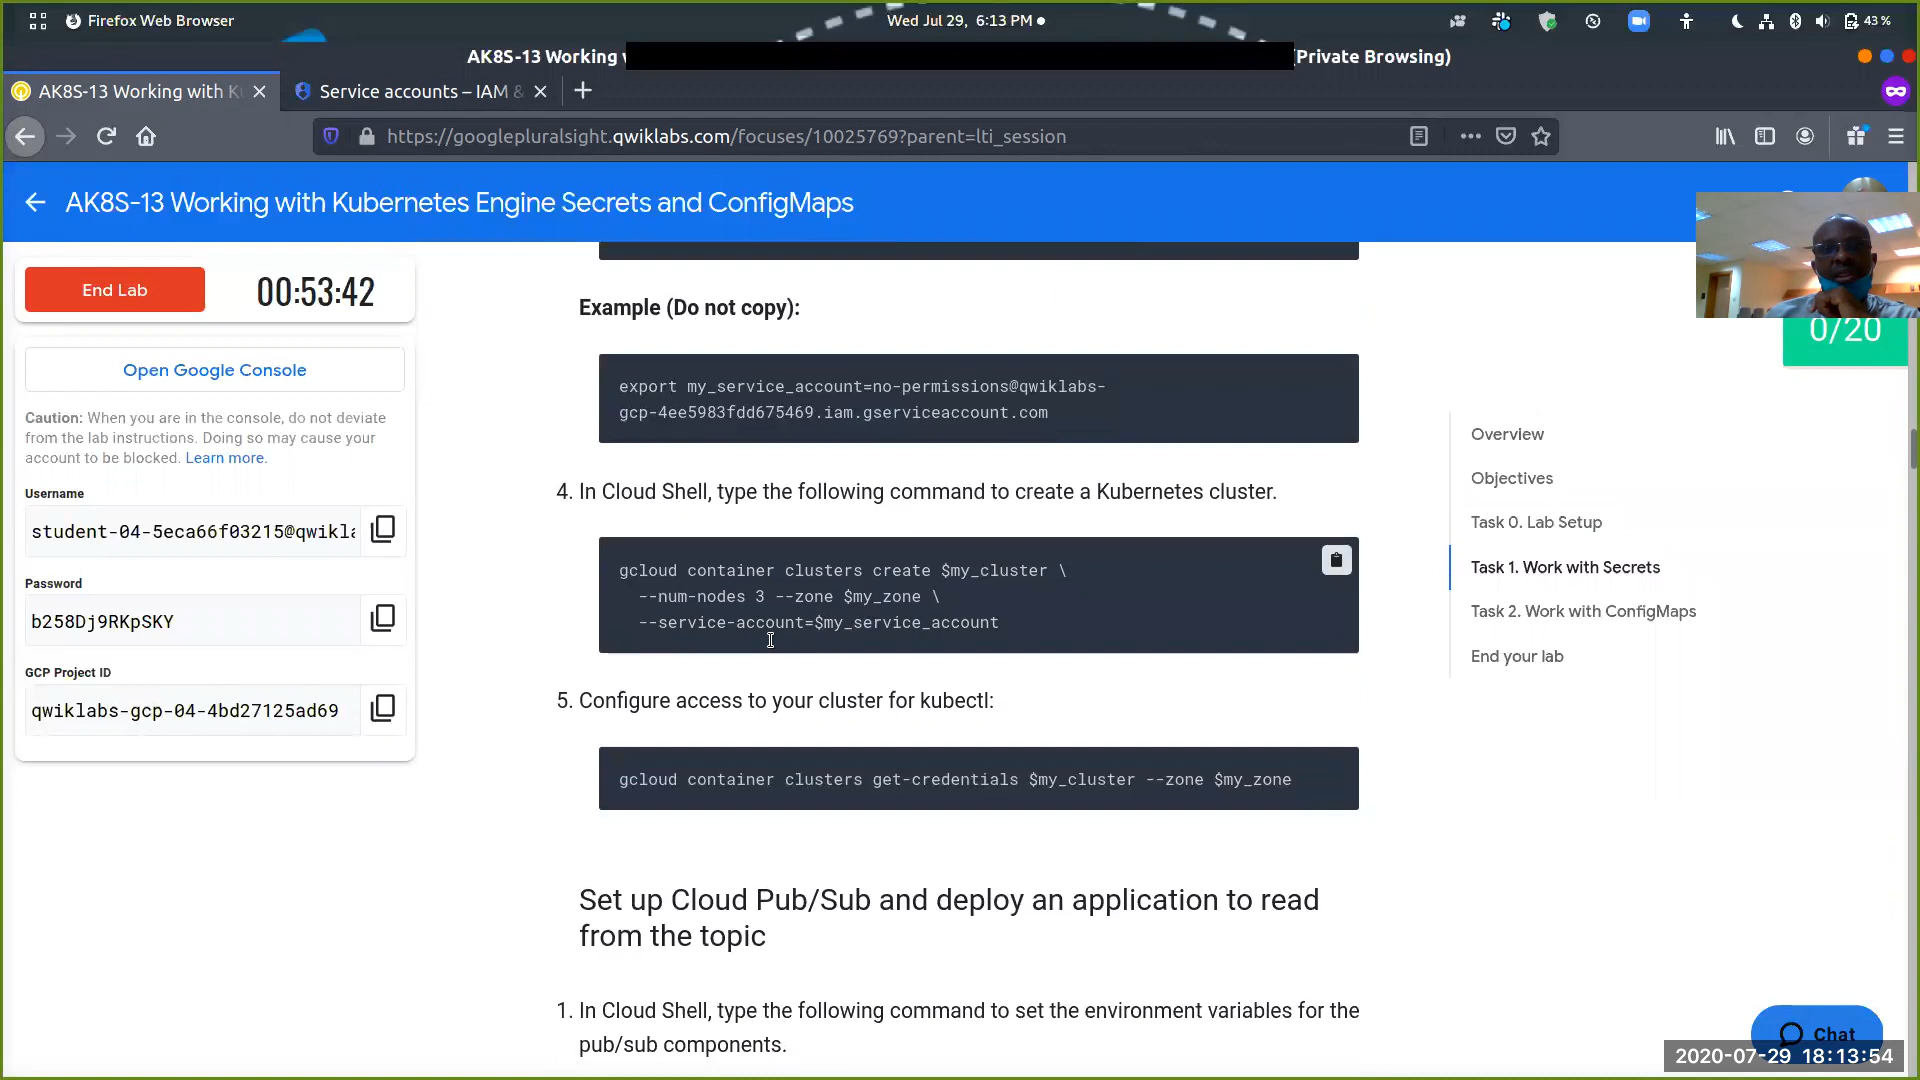 Firefox Web Browser
Wed Jul 29, 6:13 PM
43 %
AK8S-13 Working
(Private Browsing)
AK8S-13 Working with K
Service accounts – IAM &
https://googlepluralsight.qwiklabs.com/focuses/10025769?parent=lti_session
AK8S-13 Working with Kubernetes Engine Secrets and ConfigMaps
End Lab
00:53:42
Open Google Console
Caution: When you are in the console, do not deviate
from the lab instructions. Doing so may cause your
account to be blocked. Learn more.
Username
student-04-5eca66f03215@qwikla
Password
b258Dj9RKpSKY
GCP Project ID
qwiklabs-gcp-04-4bd27125ad69
Example (Do not copy):
export my_service_account=no-permissions@qwiklabs-
gcp-4ee5983fdd675469.iam.gserviceaccount.com
4. In Cloud Shell, type the following command to create a Kubernetes cluster.
gcloud container clusters create $my_cluster \
--num-nodes 3 --zone $my_zone \
--service-account=$my_service_account
5. Configure access to your cluster for kubectl:
gcloud container clusters get-credentials $my_cluster --zone $my_zone
Set up Cloud Pub/Sub and deploy an application to read
from the topic
1. In Cloud Shell, type the following command to set the environment variables for the
pub/sub components.
0/20
Overview
Objectives
Task 0. Lab Setup
Task 1. Work with Secrets
Task 2. Work with ConfigMaps
End your lab
Chat
2020-07-29 18:13:54